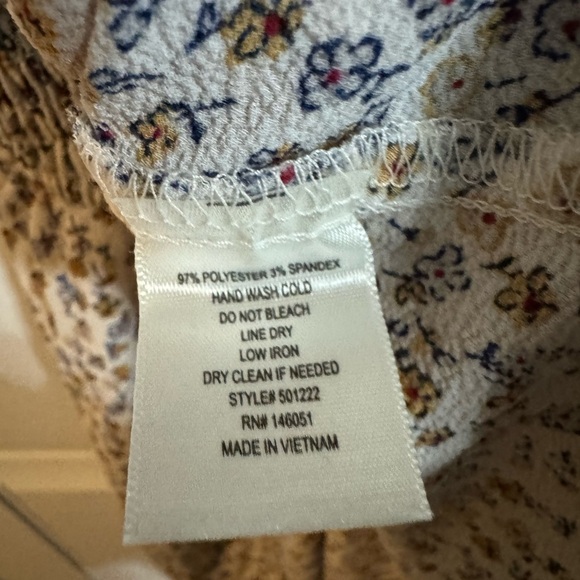 97% POLYESTER 3% SPANDEX
HAND WASH COLD
DO NOT BLEACH
LINE DRY
LOW IRON
DRY CLEAN IF NEEDED
STYLE# 501222
RN# 146051
MADE IN VIETNAM